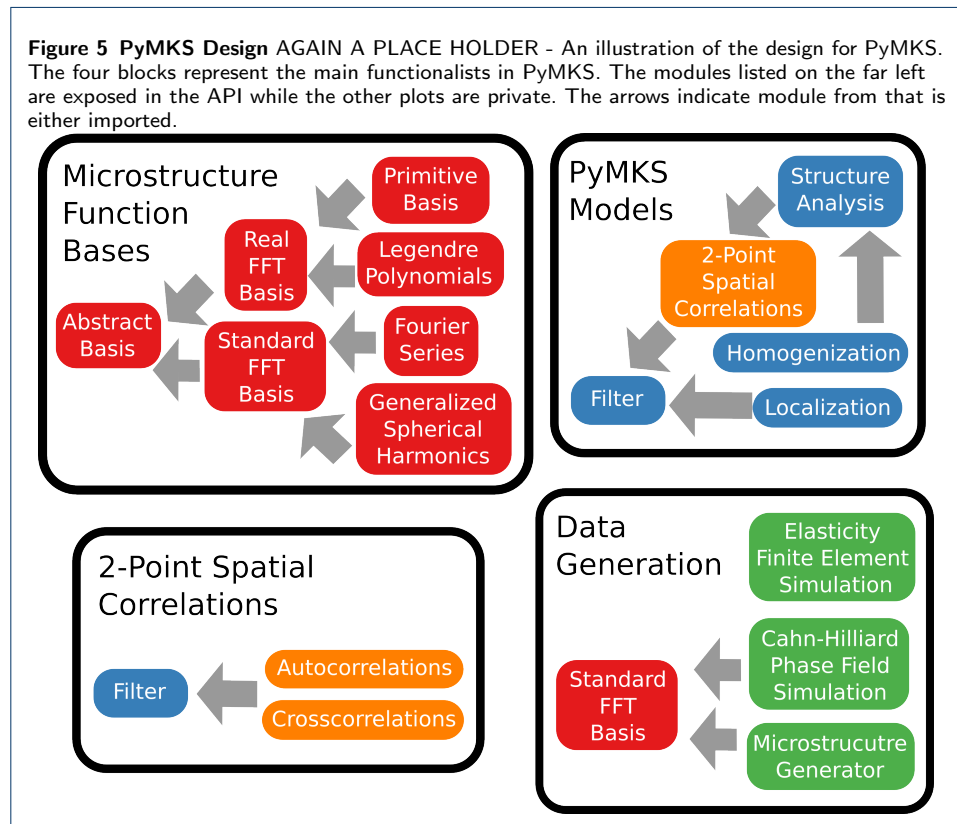 Figure 5 PyMKS Design AGAIN A PLACE HOLDER - An illustration of the design for PyMKS.
The four blocks represent the main functionalists in PyMKS. The modules listed on the far left
are exposed in the API while the other plots are private. The arrows indicate module from that is
either imported.
Microstructure
Function
Bases
Primitive
Basis
Real
FFT
Basis
Legendre
Polynomials
Abstract
Basis
Standard
FFT
Basis
Fourier
Series
Generalized
Spherical
Harmonics
PyMKS
Models
Structure
Analysis
2-Point
Spatial
Correlations
Homogenization
Filter
Localization
2-Point Spatial
Correlations
Autocorrelations
Filter
Crosscorrelations
Data
Generation
Elasticity
Finite Element
Simulation
Cahn-Hilliard
Phase Field
Simulation
Standard
FFT
Basis
Microstrucutre
Generator